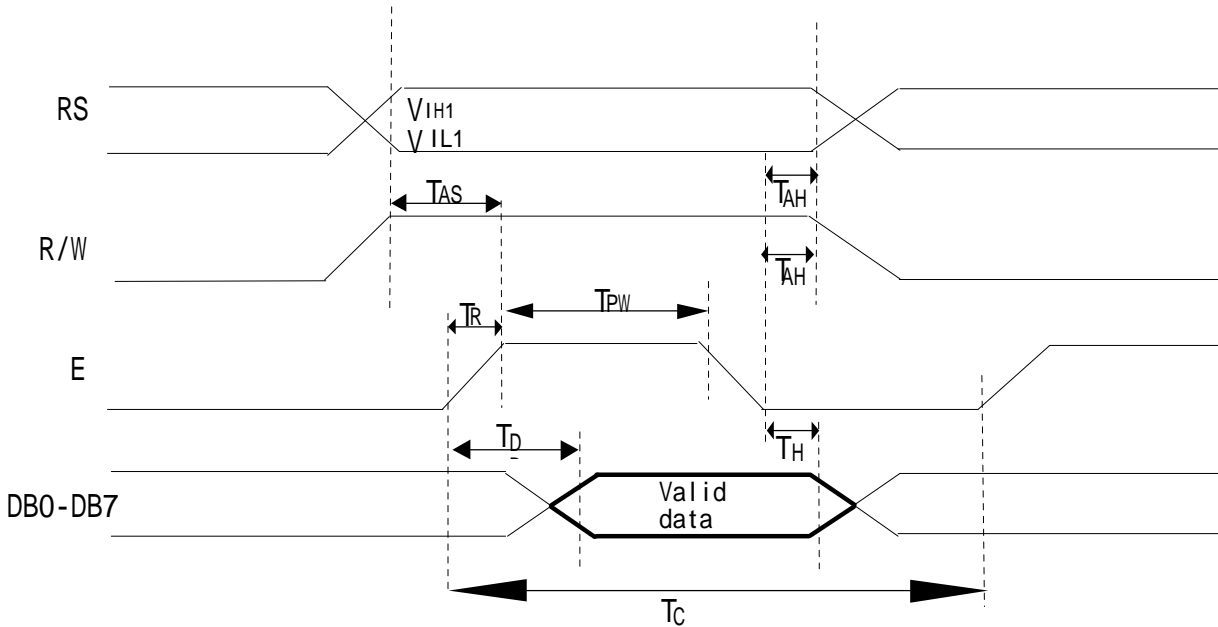 RS
VIH1
VIL1
TAH
TAS
R/W
TAH
TR
TPW
E
TD
TH
DB0-DB7
Valid
data
TC